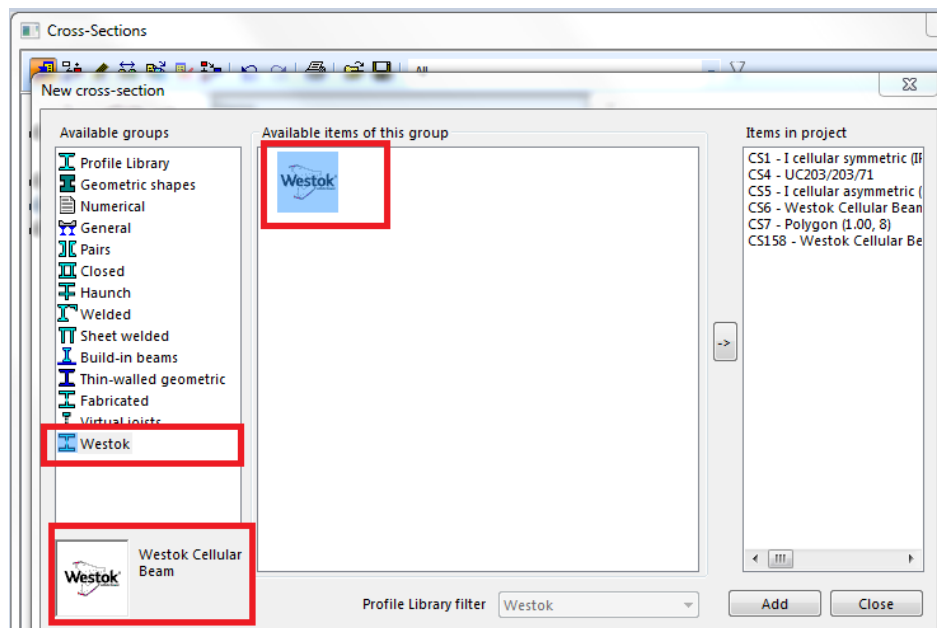 Cross-Sections
All
New cross-section
Available groups
Available items of this group
Items in project
Profile Library
Geometric shapes
Numerical
General
Pairs
Closed
Haunch
Welded
Sheet welded
Build-in beams
Thin-walled geometric
Fabricated
Virtual joists
Westok
Westok
CS1 - I cellular symmetric (IF
CS4 - UC203/203/71
CS5 - I cellular asymmetric (
CS6 - Westok Cellular Bean
CS7 - Polygon (1.00, 8)
CS158 - Westok Cellular Be
->
Westok
Westok Cellular
Beam
Profile Library filter
Westok
Add
Close